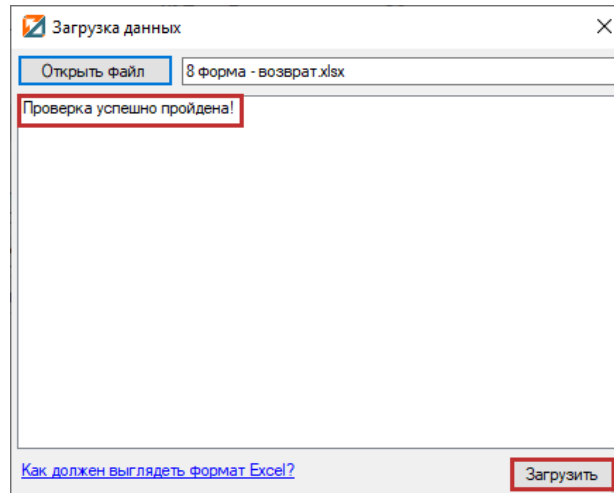 Загрузка данных
Открыть файл 8 форма - возврат.xlsx
Проверка успешно пройдена!
Как должен выглядеть формат Excel? Загрузить